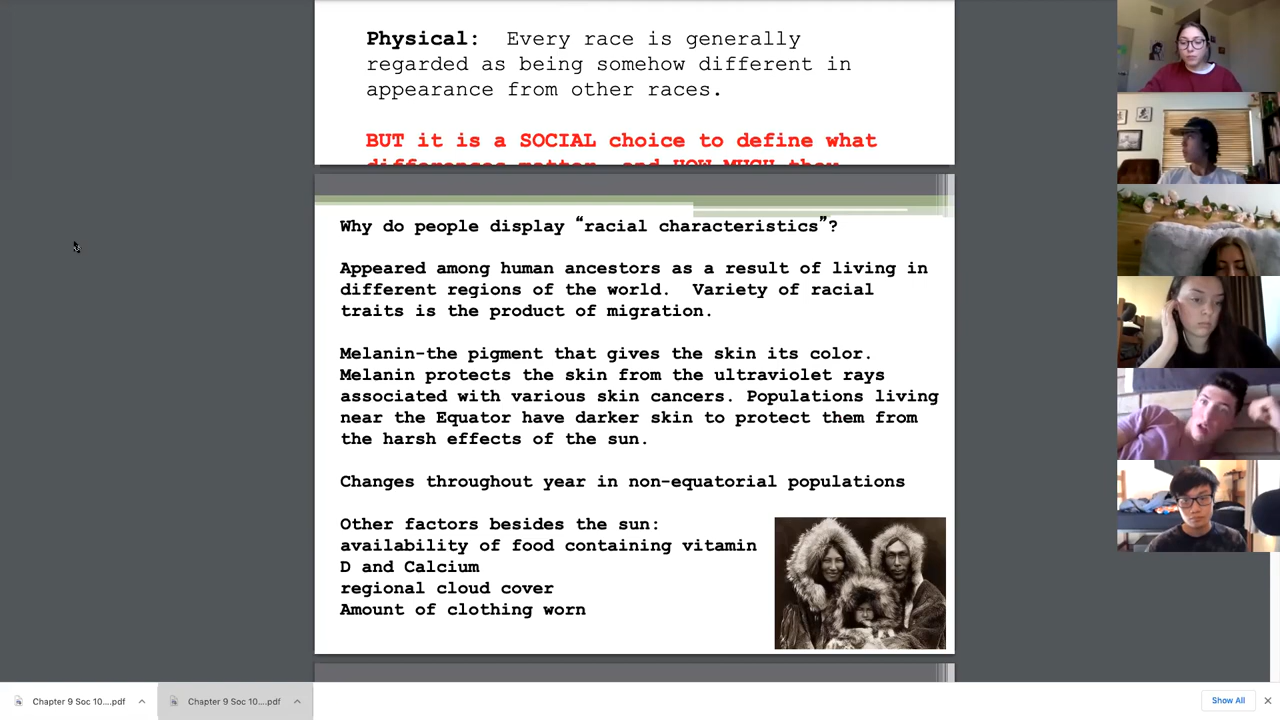 Physical:  Every race is generally
regarded as being somehow different in
appearance from other races.
BUT it is a SOCIAL choice to define what
differences matter, and HOW MUCH they
Why do people display “racial characteristics”?
Appeared among human ancestors as a result of living in
different regions of the world.  Variety of racial
traits is the product of migration.
Melanin-the pigment that gives the skin its color.
Melanin protects the skin from the ultraviolet rays
associated with various skin cancers. Populations living
near the Equator have darker skin to protect them from
the harsh effects of the sun.
Changes throughout year in non-equatorial populations
Other factors besides the sun:
availability of food containing vitamin
D and Calcium
regional cloud cover
Amount of clothing worn
Chapter 9 Soc 10....pdf
Chapter 9 Soc 10....pdf
Show All